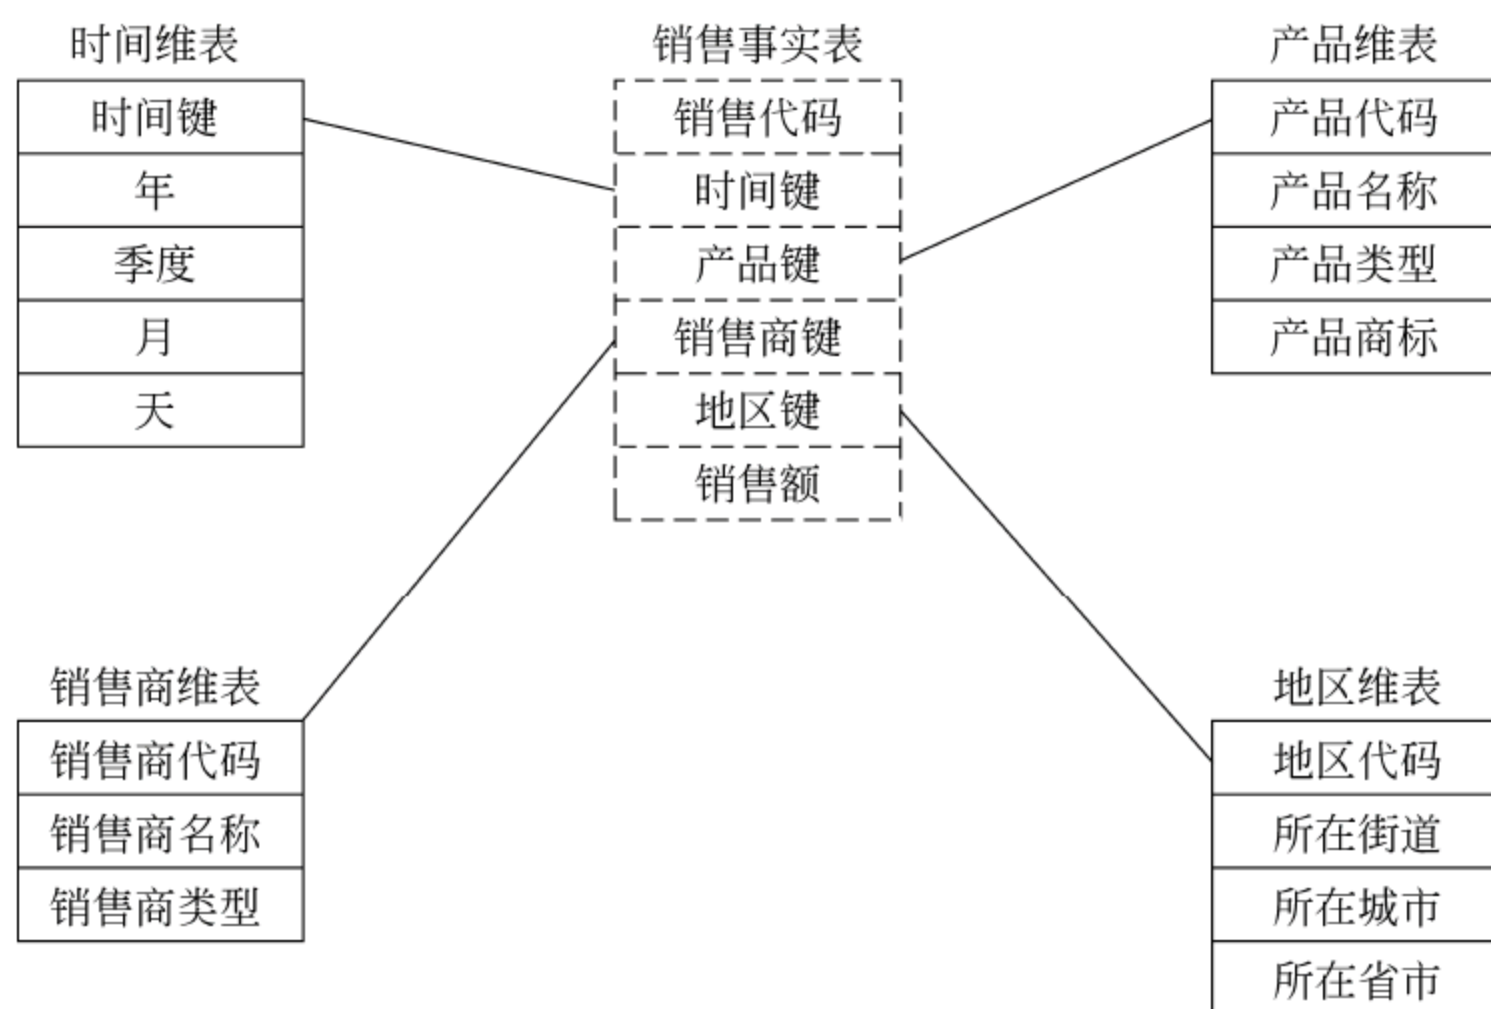 时间维表
时间键
年
季度
月
天
销售事实表
销售代码
时间键
产品键
销售商键
地区键
销售额
产品维表
产品代码
产品名称
产品类型
产品商标
销售商维表
销售商代码
销售商名称
销售商类型
地区维表
地区代码
所在街道
所在城市
所在省市